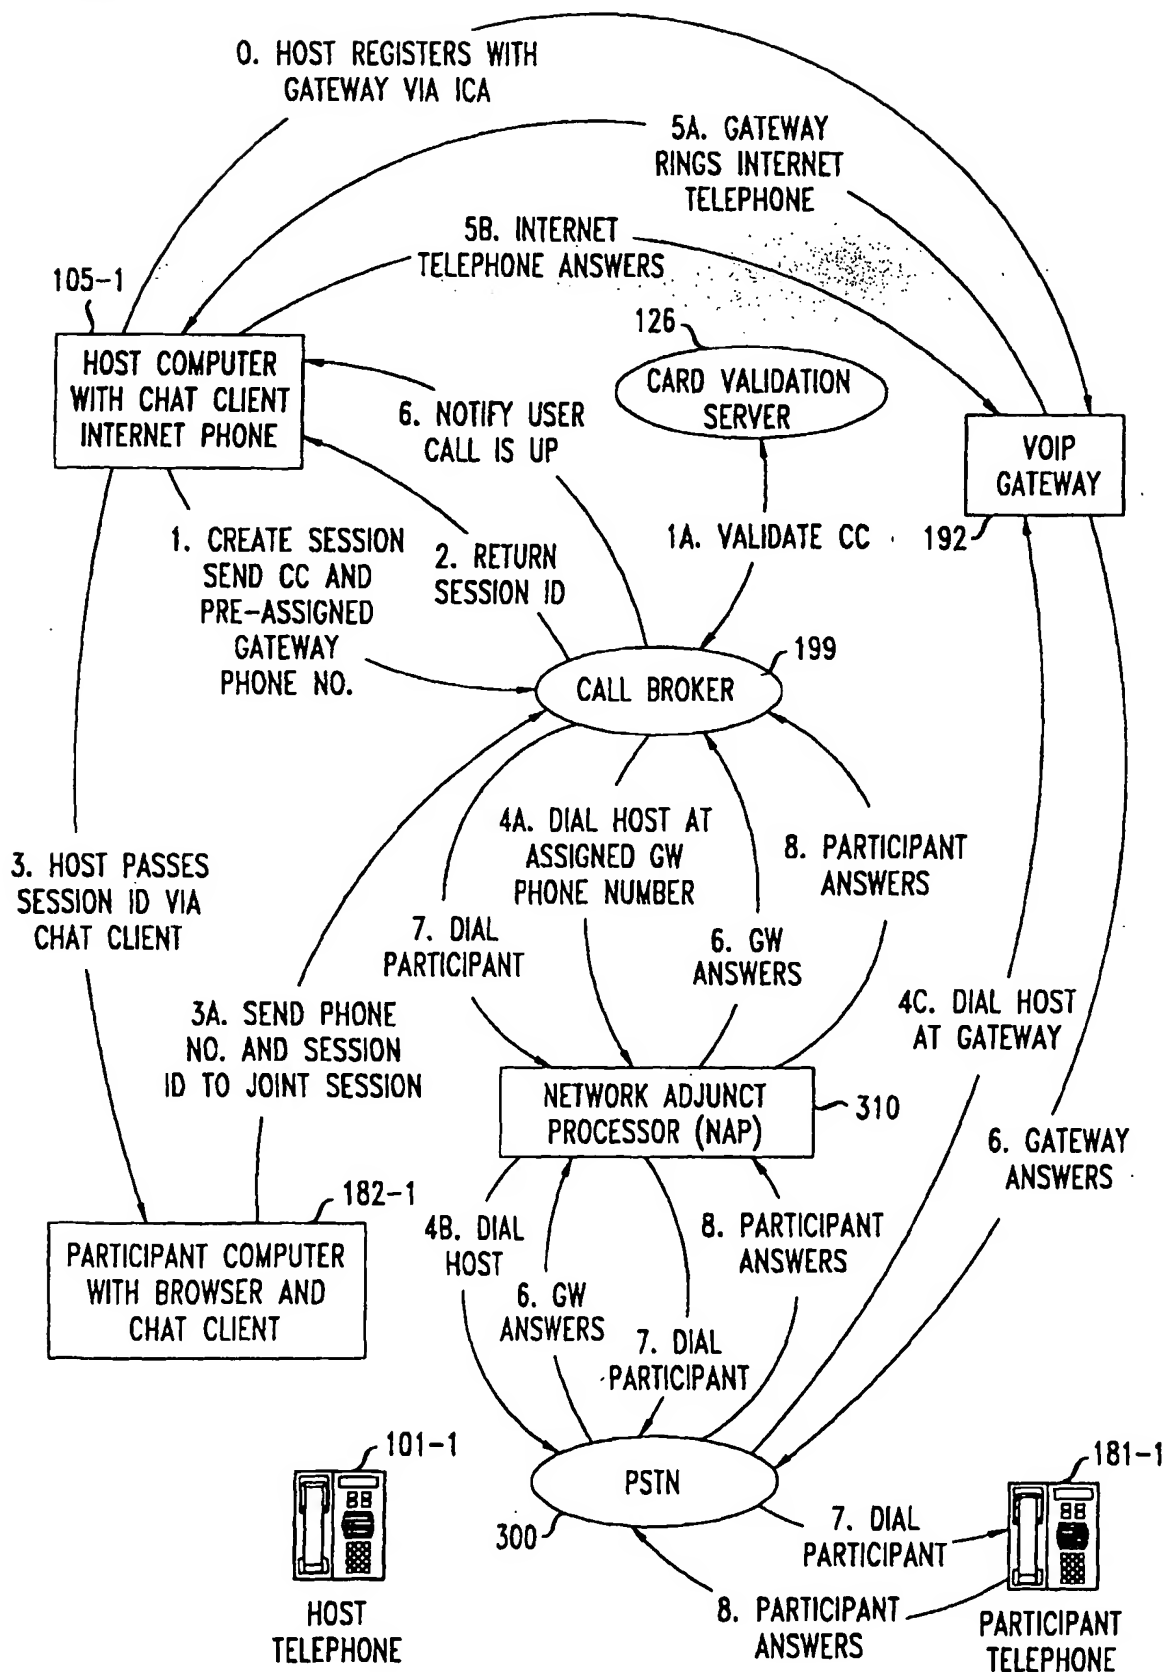 0. HOST REGISTERS WITH
GATEWAY VIA ICA
5A. GATEWAY
RINGS INTERNET
TELEPHONE
5B. INTERNET
TELEPHONE ANSWERS
105-1
HOST COMPUTER
WITH CHAT CLIENT
INTERNET PHONE
126
CARD VALIDATION
SERVER
6. NOTIFY USER
CALL IS UP
VOIP
GATEWAY
192
1. CREATE SESSION
SEND CC AND
PRE-ASSIGNED
GATEWAY
PHONE NO.
2. RETURN
SESSION ID
1A. VALIDATE CC
199
CALL BROKER
3. HOST PASSES
SESSION ID VIA
CHAT CLIENT
4A. DIAL HOST AT
ASSIGNED GW
PHONE NUMBER
8. PARTICIPANT
ANSWERS
7. DIAL
PARTICIPANT
6. GW
ANSWERS
3A. SEND PHONE
NO. AND SESSION
ID TO JOINT SESSION
4C. DIAL HOST
AT GATEWAY
NETWORK ADJUNCT
PROCESSOR (NAP)
310
6. GATEWAY
ANSWERS
182-1
PARTICIPANT COMPUTER
WITH BROWSER AND
CHAT CLIENT
4B. DIAL
HOST
6. GW
ANSWERS
8. PARTICIPANT
ANSWERS
7. DIAL
PARTICIPANT
101-1
HOST
TELEPHONE
PSTN
300
181-1
7. DIAL
PARTICIPANT
8. PARTICIPANT
ANSWERS
PARTICIPANT
TELEPHONE